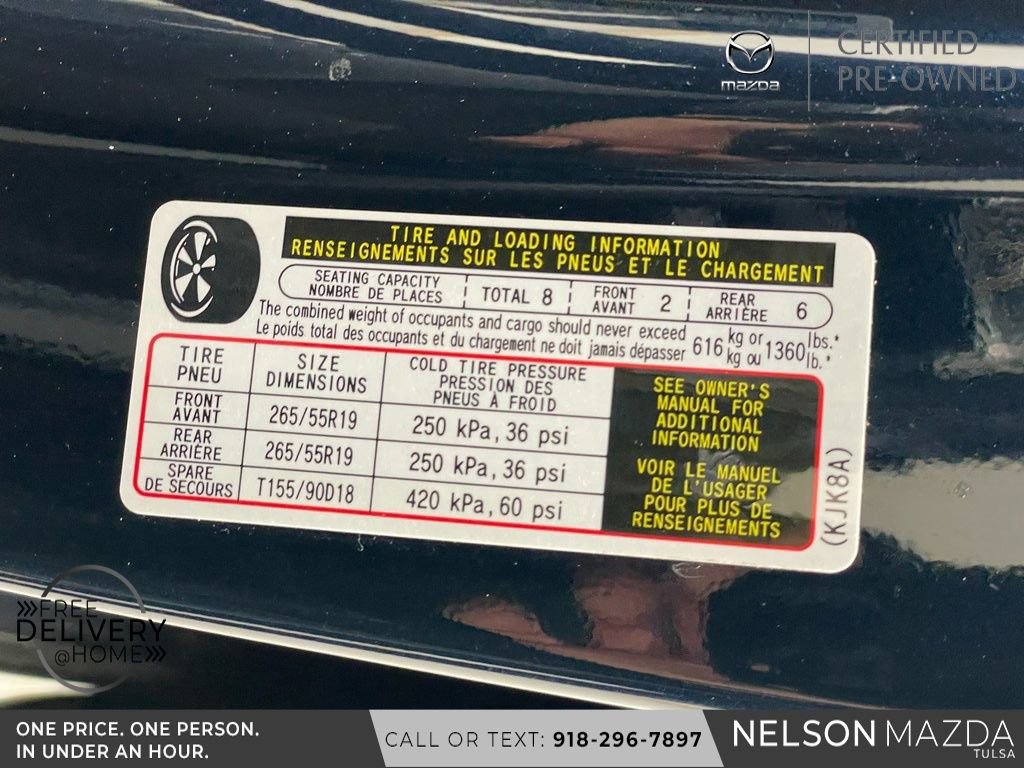 mazda
CERTIFIED
PRE-OWNED
TIRE AND LOADING INFORMATION
RENSEIGNEMENTS SUR LES PNEUS ET LE CHARGEMENT
SEATING CAPACITY
NOMBRE DE PLACES
TOTAL 8
FRONT
AVANT
2
REAR
ARRIÈRE
6
The combined weight of occupants and cargo should never exceed
Le poids total des occupants et du chargement ne doit jamais dépasser
616 kg or 1360 lbs.*
kg ou lb.*
TIRE
PNEU
SIZE
DIMENSIONS
COLD TIRE PRESSURE
PRESSION DES
PNEUS À FROID
FRONT
AVANT
265/55R19
250 kPa, 36 psi
REAR
ARRIÈRE
265/55R19
250 kPa, 36 psi
SPARE
DE SECOURS
T155/90D18
420 kPa, 60 psi
SEE OWNER'S
MANUAL FOR
ADDITIONAL
INFORMATION
VOIR LE MANUEL
DE L'USAGER
POUR PLUS DE
RENSEIGNEMENTS
(KJK8A)
FREE
DELIVERY
@HOME
ONE PRICE. ONE PERSON.
IN UNDER AN HOUR.
CALL OR TEXT: 918-296-7897
NELSON MAZDA
TULSA